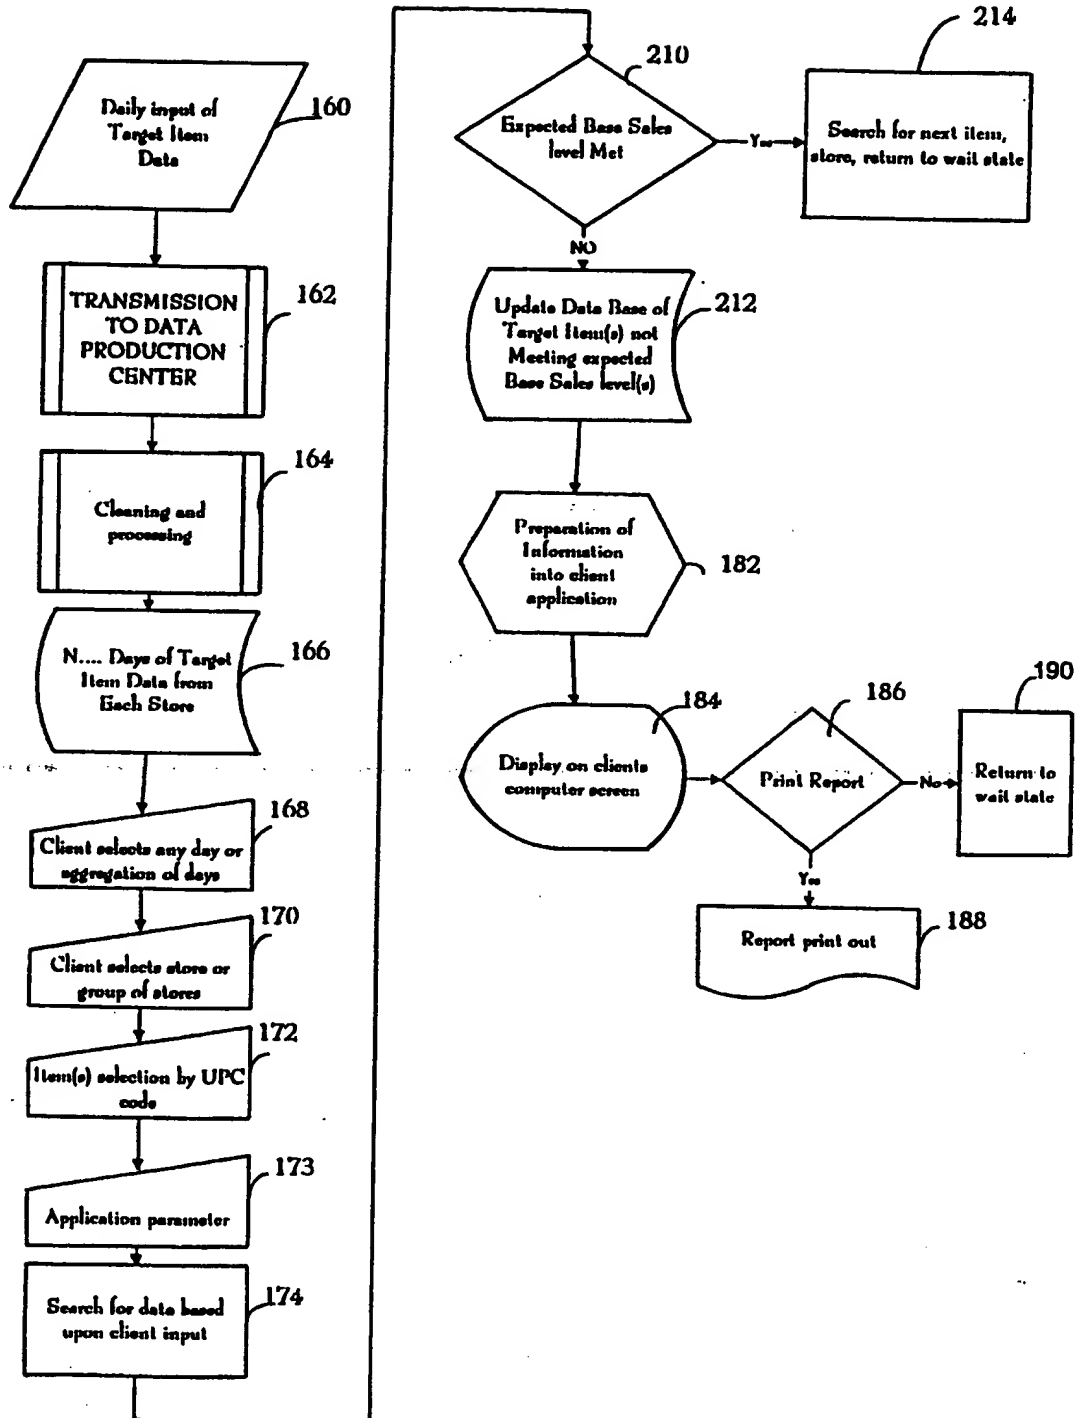 Daily input of
Target Item
Data
160
TRANSMISSION
TO DATA
PRODUCTION
CENTER
162
Cleaning and
processing
164
N.... Days of Target
Item Data from
Each Store
166
Client selects any day or
aggregation of days
168
Client selects store or
group of stores
170
Item(s) selection by UPC
code
172
Application parameter
173
Search for data based
upon client input
174
Expected Base Sales
level Met
210
Yes
Search for next item,
store, return to wait state
214
NO
Update Data Base of
Target Item(s) not
Meeting expected
Base Sales level(s)
212
Preparation of
Information
into client
application
182
Display on clients
computer screen
184
Print Report
186
No
Return to
wait state
190
Yes
Report print out
188